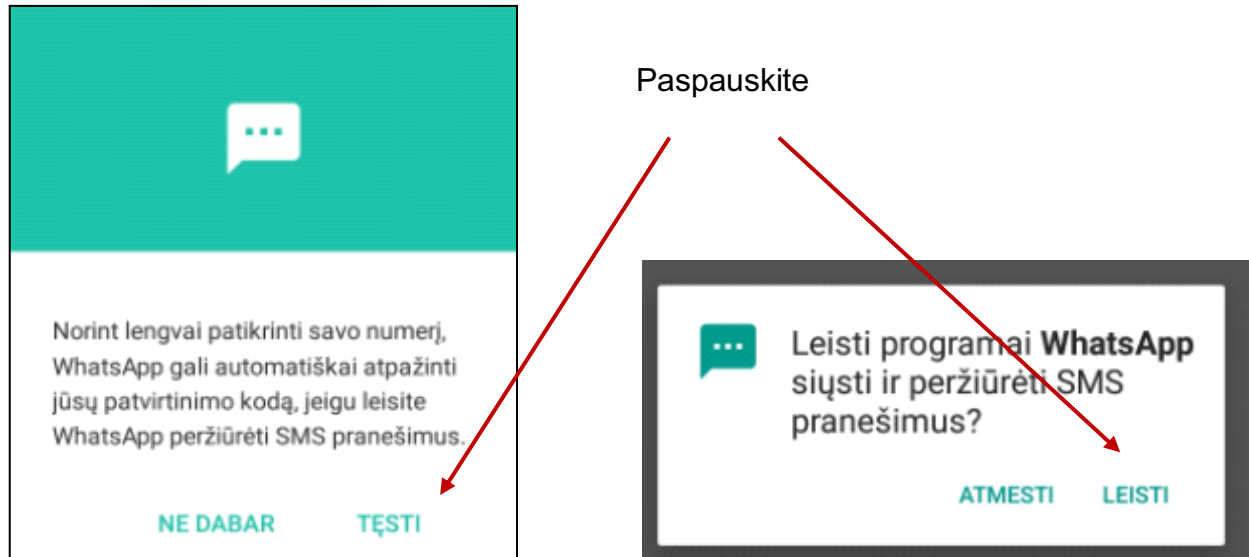 Paspauskite
Norint lengvai patikrinti savo numerį,
WhatsApp gali automatiškai atpažinti
jūsų patvirtinimo kodą, jeigu leisite
WhatsApp peržiūrėti SMS pranešimus.
NE DABAR TĘSTI
Leisti programai WhatsApp
siųsti ir peržiūrėti SMS
pranešimus?
ATMESTI LEISTI